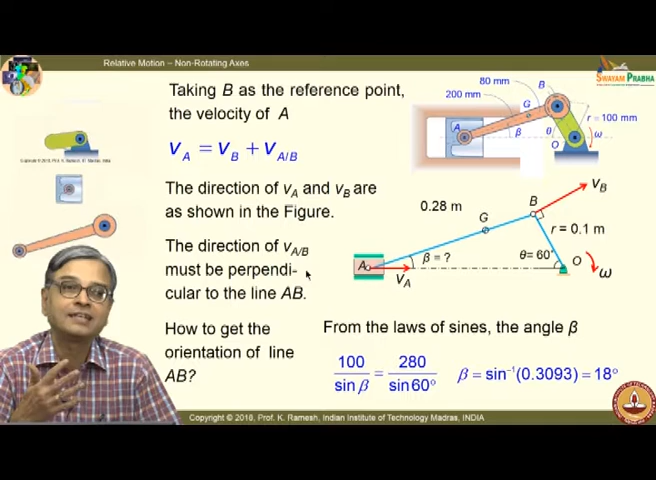 Relative Motion – Non-Rotating Axes
SWAYAM PRABHA
Taking B as the reference point,
the velocity of A
v_A = v_B + v_A/B
The direction of v_A and v_B are
as shown in the Figure.
The direction of v_A/B
must be perpendi-
cular to the line AB.
How to get the
orientation of line
AB?
80 mm
200 mm
B
G
r = 100 mm
A
β
θ
ω
O
0.28 m
B
v_B
G
r = 0.1 m
A
β = ?
θ = 60°
O
v_A
ω
From the laws of sines, the angle β
100/sin β = 280/sin 60°
β = sin⁻¹(0.3093) = 18°
Copyright © 2018, Prof. K. Ramesh, Indian Institute of Technology Madras, INDIA